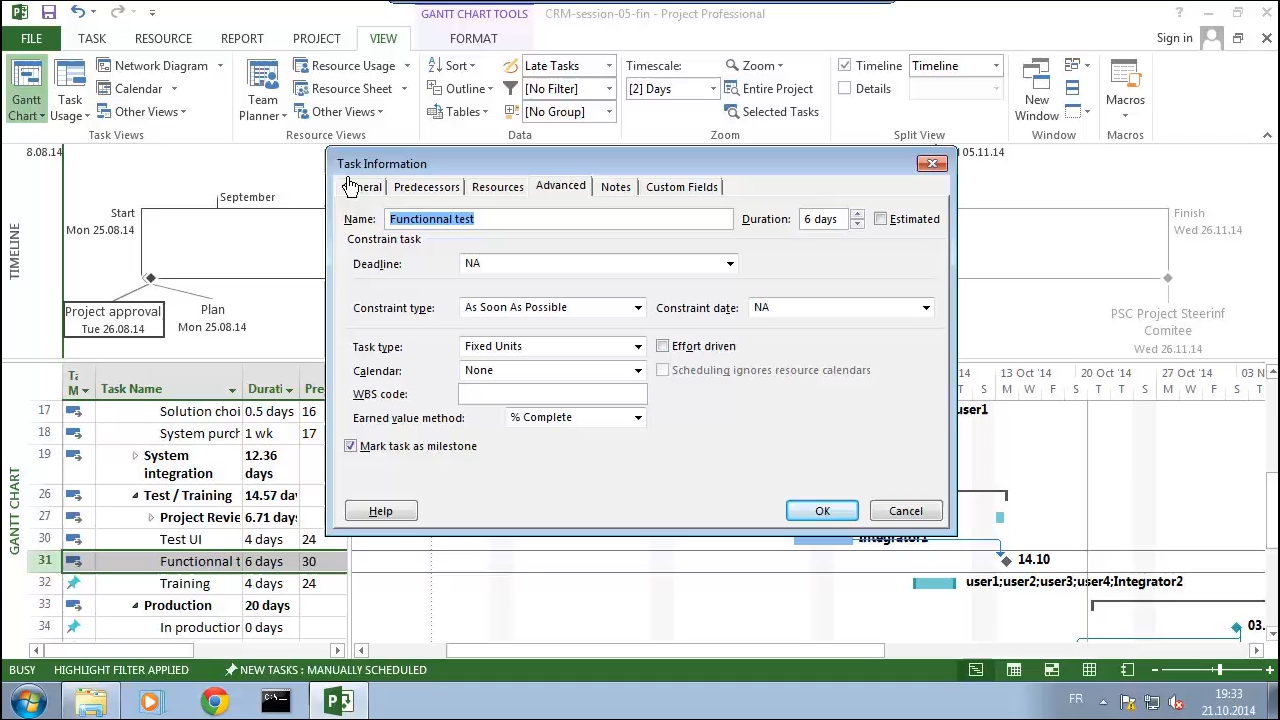 GANTT CHART TOOLS
CRM-session-05-fin - Project Professional
FILE TASK RESOURCE REPORT PROJECT VIEW FORMAT Sign in
Network Diagram Resource Usage Sort Late Tasks Timescale: Zoom Timeline Timeline
Calendar Resource Sheet Outline [No Filter] [2] Days Entire Project Details
Other Views Other Views Tables [No Group] Selected Tasks
Gantt Chart
Task Usage
Team Planner
New Window
Macros
Task Views Resource Views Data Zoom Split View Window Macros
8.08.14
05.11.14
TIMELINE
September
Start
Mon 25.08.14
Finish
Wed 26.11.14
Project approval
Tue 26.08.14
Plan
Mon 25.08.14
PSC Project Steerinf
Comitee
Wed 26.11.14
Task Information
Predecessors Resources Advanced Notes Custom Fields
Name: Functionnal test Duration: 6 days Estimated
Constrain task
Deadline: NA
Constraint type: As Soon As Possible Constraint date: NA
Task type: Fixed Units Effort driven
Calendar: None Scheduling ignores resource calendars
WBS code:
Earned value method: % Complete
Mark task as milestone
Help OK Cancel
GANTT CHART
Task Name
14 13 Oct '14 20 Oct '14 27 Oct '14 03 N
M T W T F S S M T W T F S S M T
17 Solution choi 0.5 days 16
18 System purch 1 wk 17
19 System integration 12.36 days
26 Test / Training
27 6.71 days
30 Test UI 4 days 24
31 6 days 30
32 Training 4 days 24
33 Production 20 days
34 In production 0 days
user1
Integrator1
14.10
user1;user2;user3;user4;Integrator2
03.
BUSY HIGHLIGHT FILTER APPLIED NEW TASKS : MANUALLY SCHEDULED
FR
19:33
21.10.2014